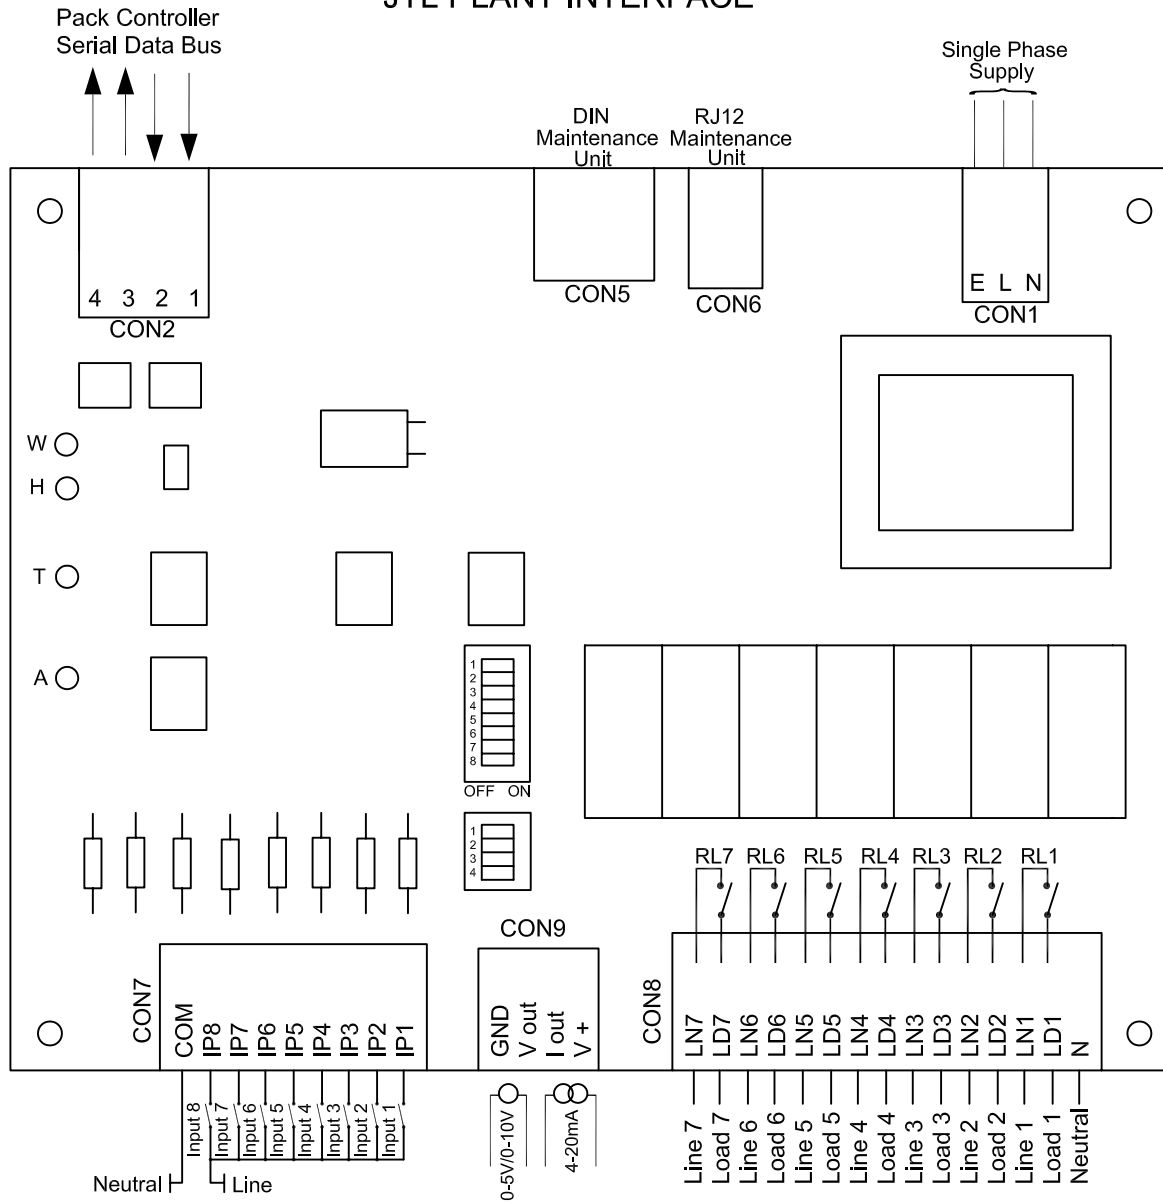 Pack Controller
Serial Data Bus
Single Phase
Supply
DIN
Maintenance
Unit
RJ12
Maintenance
Unit
4 3 2 1
CON2
CON5
CON6
E L N
CON1
W
H
T
A
1
2
3
4
5
6
7
8
OFF ON
1
2
3
4
RL7 RL6 RL5 RL4 RL3 RL2 RL1
CON7
COM
IP8
IP7
IP6
IP5
IP4
IP3
IP2
IP1
CON9
GND
V out
I out
V +
CON8
LN7
LD7
LN6
LD6
LN5
LD5
LN4
LD4
LN3
LD3
LN2
LD2
LN1
LD1
N
Input 8
Input 7
Input 6
Input 5
Input 4
Input 3
Input 2
Input 1
Neutral
Line
0-5V/0-10V
4-20mA
Line 7
Load 7
Line 6
Load 6
Line 5
Load 5
Line 4
Load 4
Line 3
Load 3
Line 2
Load 2
Line 1
Load 1
Neutral